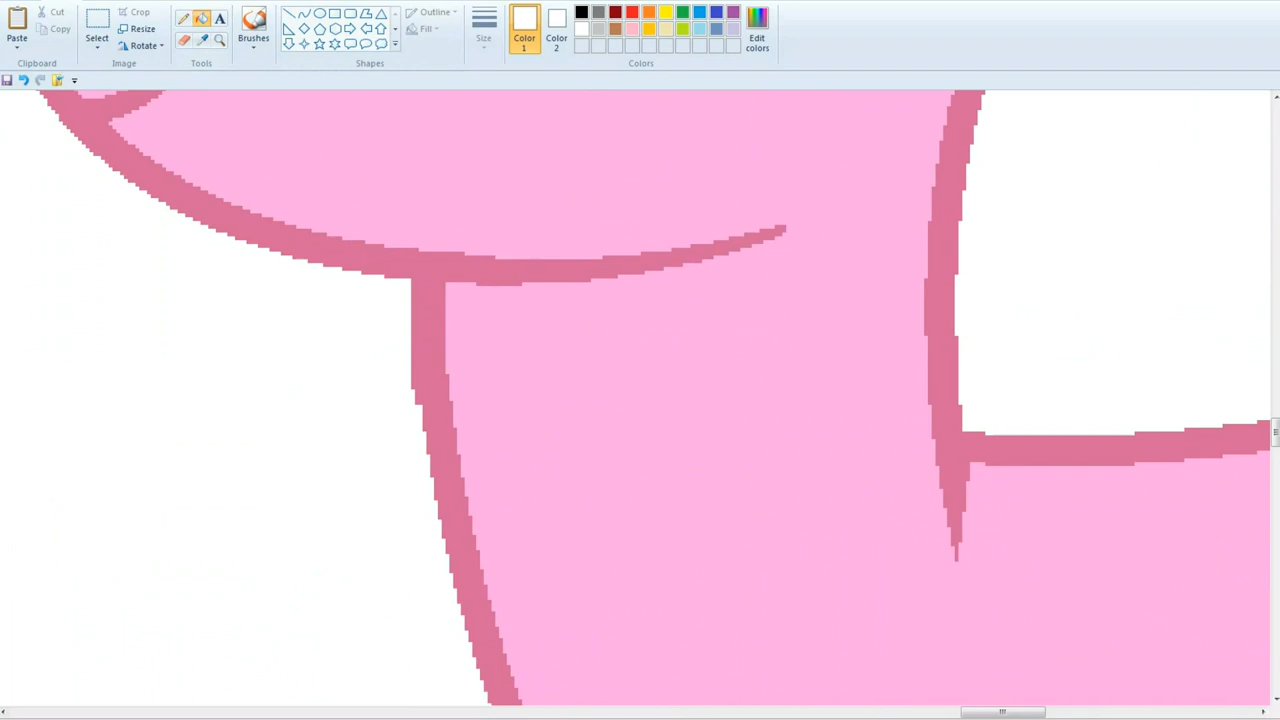 Paste
Cut
Copy
Clipboard
Select
Crop
Resize
Rotate
Image
A
Tools
Brushes
Outline
Fill
Shapes
Size
Color 1
Color 2
Edit colors
Colors